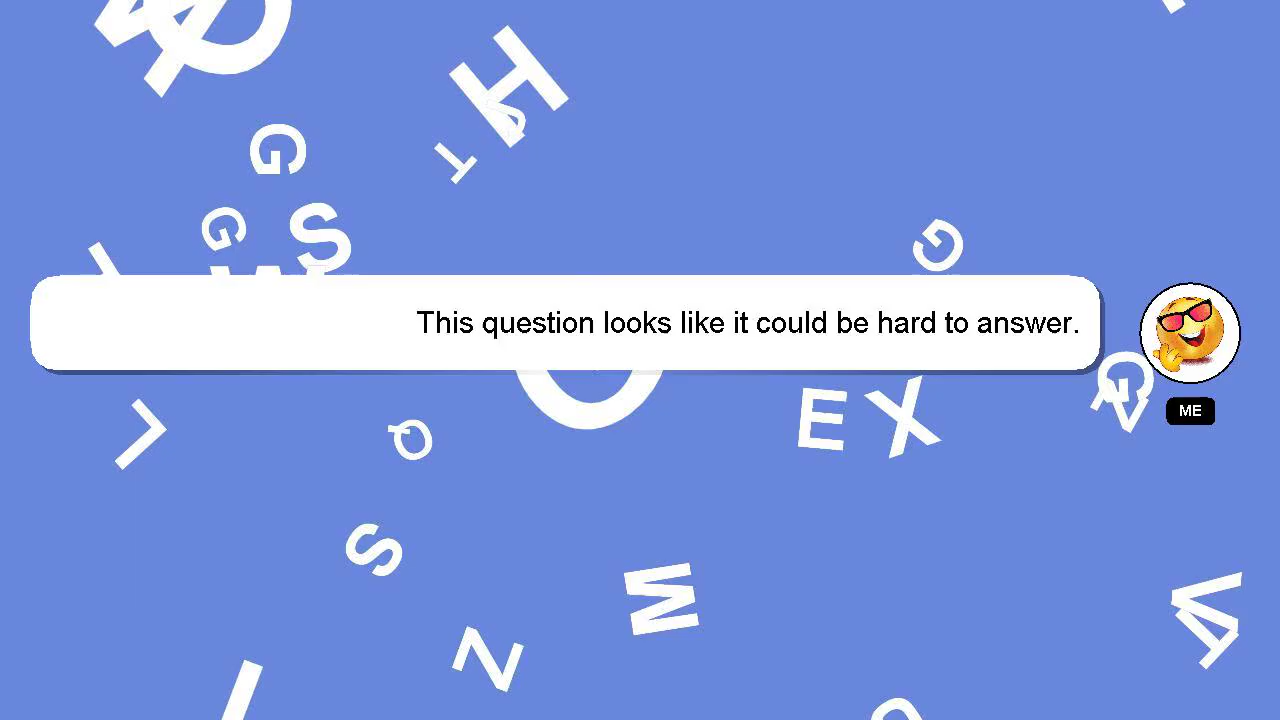 This question looks like it could be hard to answer.
ME
H
T
G
G
S
G
G
L
Q
E X
S
M
Z
V